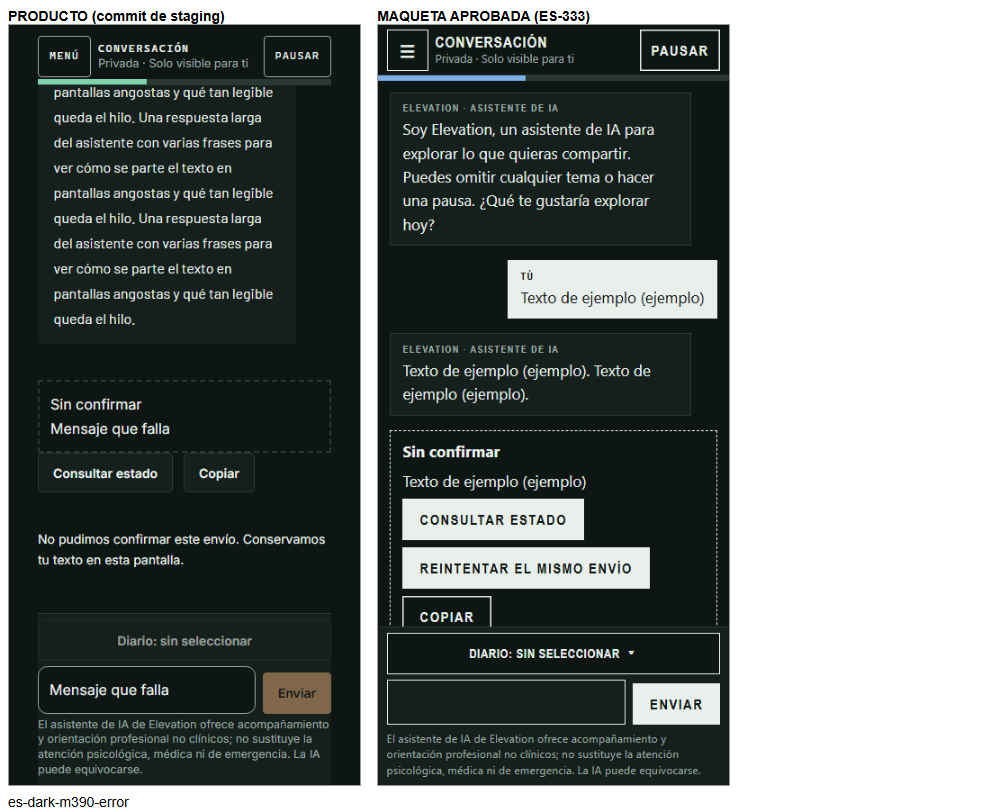 PRODUCTO (commit de staging)
MENÚ
CONVERSACIÓN
Privada · Solo visible para ti
PAUSAR
pantallas angostas y qué tan legible
queda el hilo. Una respuesta larga
del asistente con varias frases para
ver cómo se parte el texto en
pantallas angostas y qué tan legible
queda el hilo. Una respuesta larga
del asistente con varias frases para
ver cómo se parte el texto en
pantallas angostas y qué tan legible
queda el hilo.
Sin confirmar
Mensaje que falla
Consultar estado
Copiar
No pudimos confirmar este envío. Conservamos
tu texto en esta pantalla.
Diario: sin seleccionar
Mensaje que falla
Enviar
El asistente de IA de Elevation ofrece acompañamiento
y orientación profesional no clínicos; no sustituye la
atención psicológica, médica ni de emergencia. La IA
puede equivocarse.
MAQUETA APROBADA (ES-333)
CONVERSACIÓN
Privada · Solo visible para ti
PAUSAR
ELEVATION · ASISTENTE DE IA
Soy Elevation, un asistente de IA para
explorar lo que quieras compartir.
Puedes omitir cualquier tema o hacer
una pausa. ¿Qué te gustaría explorar
hoy?
TÚ
Texto de ejemplo (ejemplo)
ELEVATION · ASISTENTE DE IA
Texto de ejemplo (ejemplo). Texto de
ejemplo (ejemplo).
Sin confirmar
Texto de ejemplo (ejemplo)
CONSULTAR ESTADO
REINTENTAR EL MISMO ENVÍO
COPIAR
DIARIO: SIN SELECCIONAR
ENVIAR
El asistente de IA de Elevation ofrece acompañamiento y
orientación profesional no clínicos; no sustituye la atención
psicológica, médica ni de emergencia. La IA puede equivocarse.
es-dark-m390-error